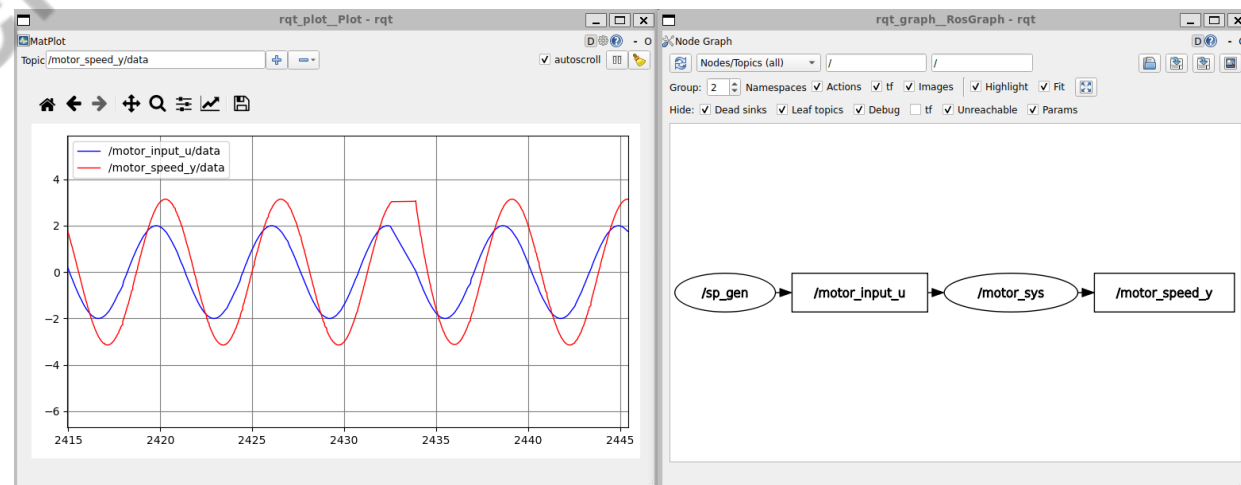 rqt_plot__Plot - rqt
MatPlot
D
- O
Topic /motor_speed_y/data
autoscroll
/motor_input_u/data
/motor_speed_y/data
4
2
0
−2
−4
−6
2415 2420 2425 2430 2435 2440 2445
rqt_graph__RosGraph - rqt
Node Graph
D
-
Nodes/Topics (all) / /
Group: 2 Namespaces Actions tf Images Highlight Fit
Hide: Dead sinks Leaf topics Debug tf Unreachable Params
/sp_gen /motor_input_u /motor_sys /motor_speed_y